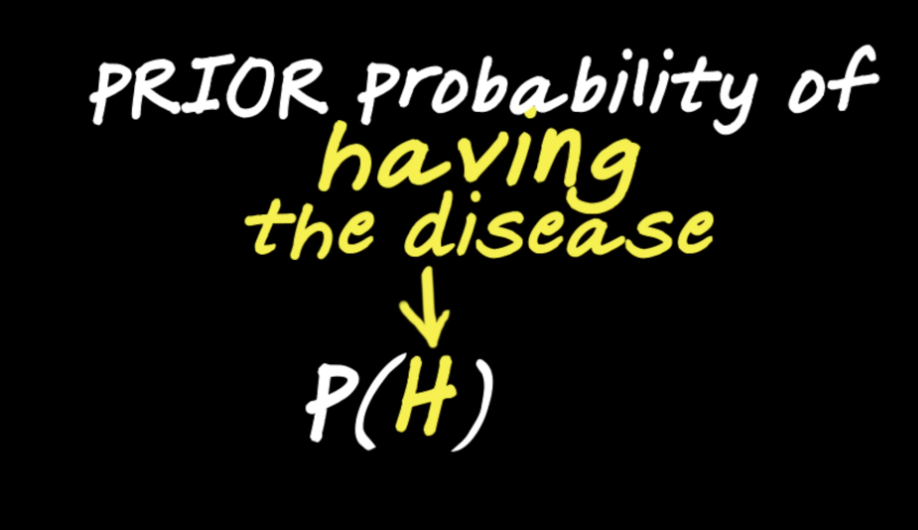 PRIOR probability of
having
the disease
P(H)